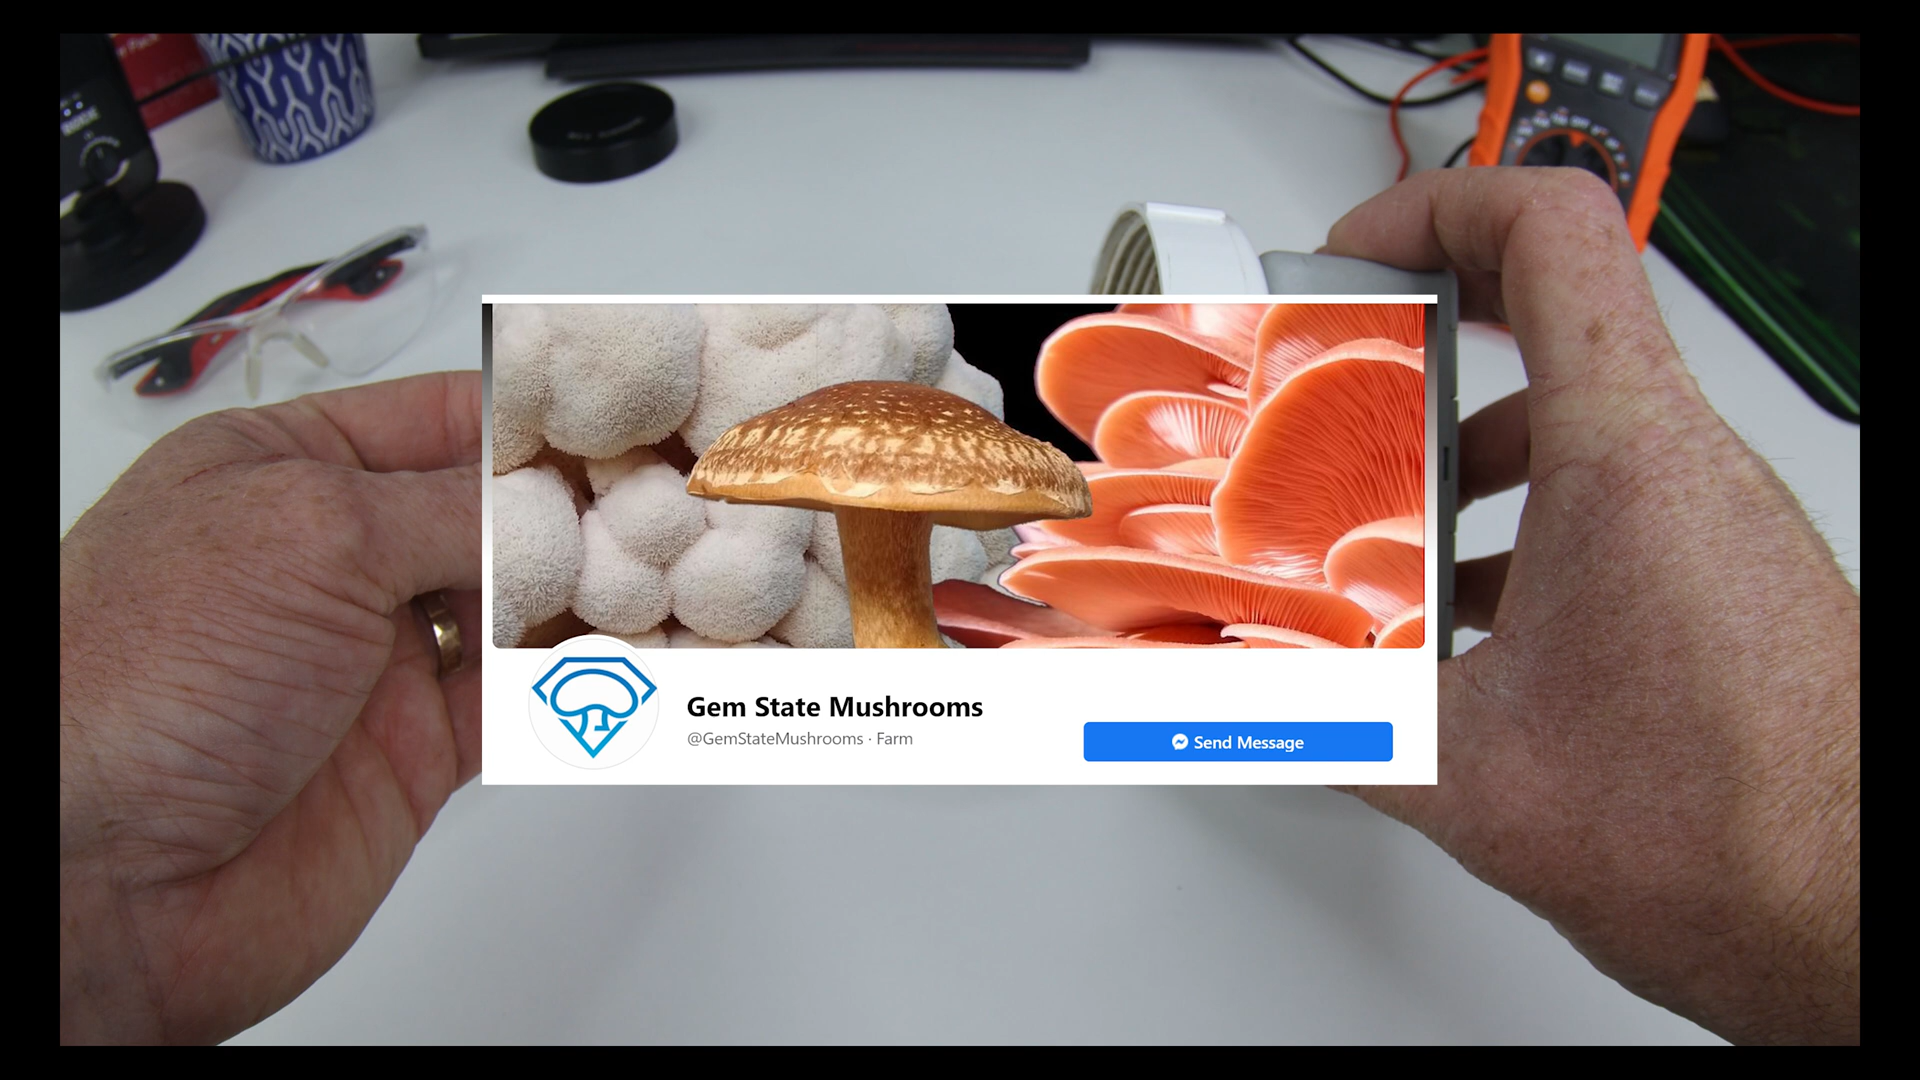 Gem State Mushrooms
@GemStateMushrooms · Farm
Send Message